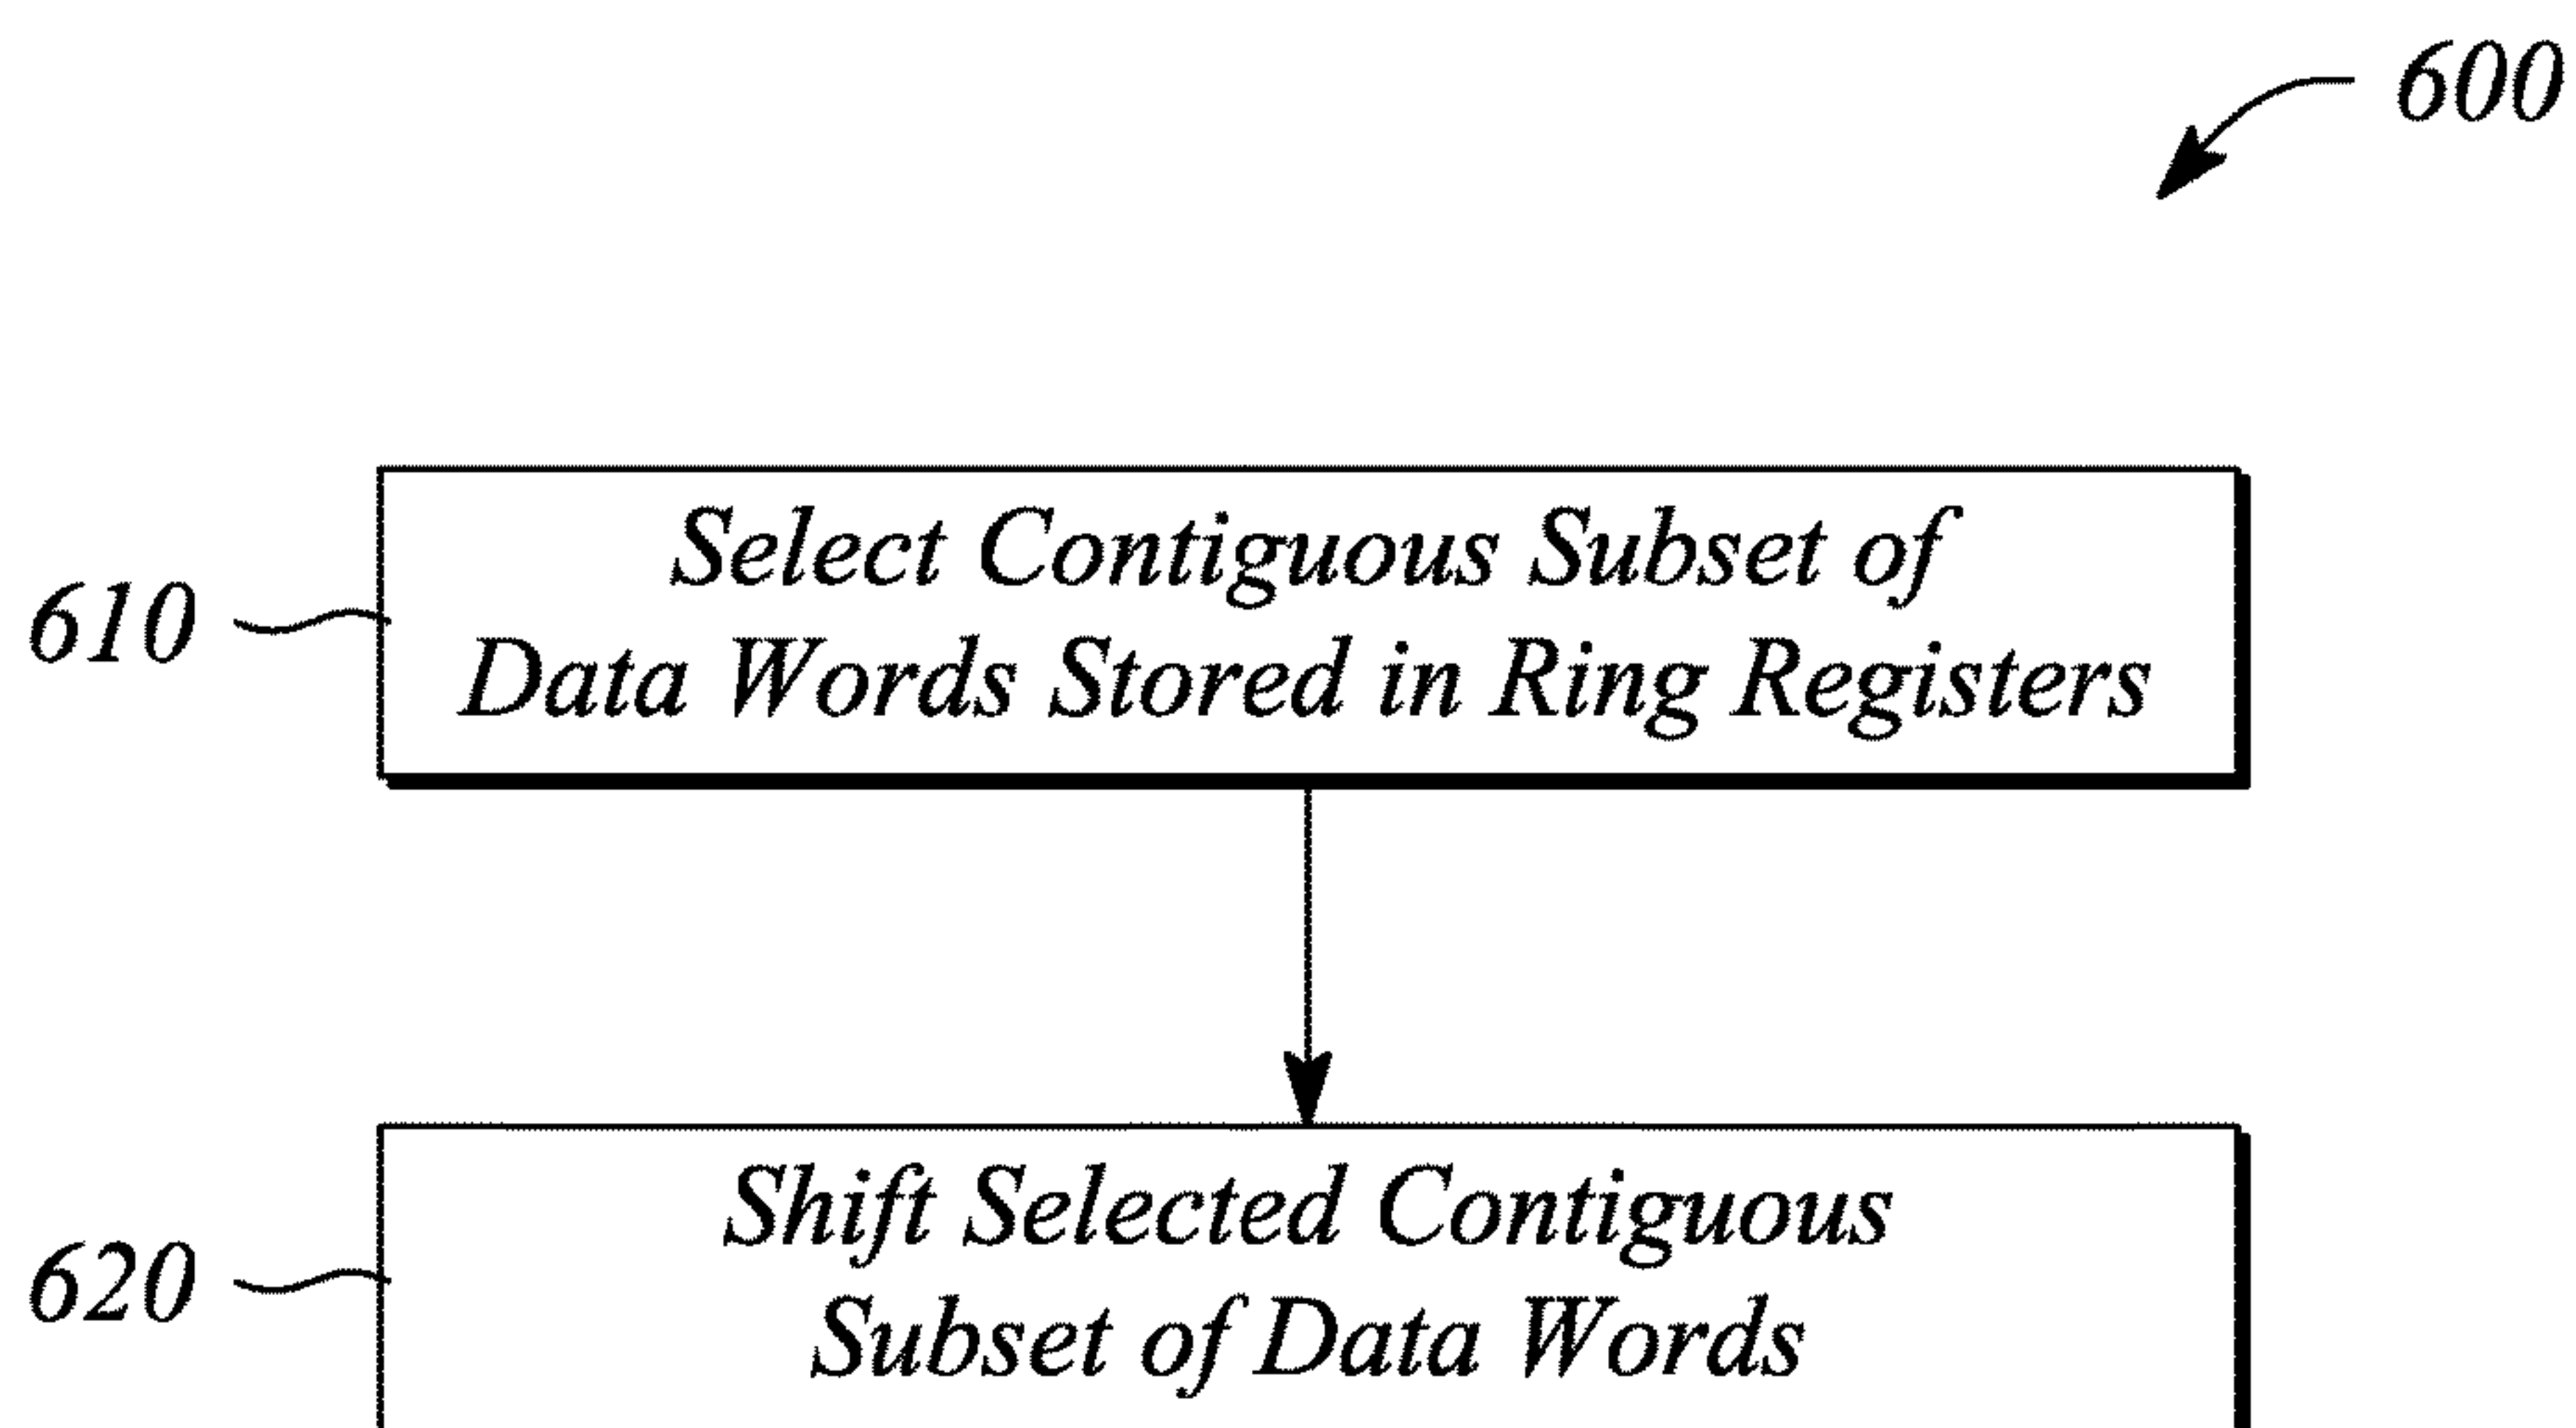 600
Select Contiguous Subset of
610
Data Words Stored in Ring Registers
Shift Selected Contiguous
620
Subset of Data Words